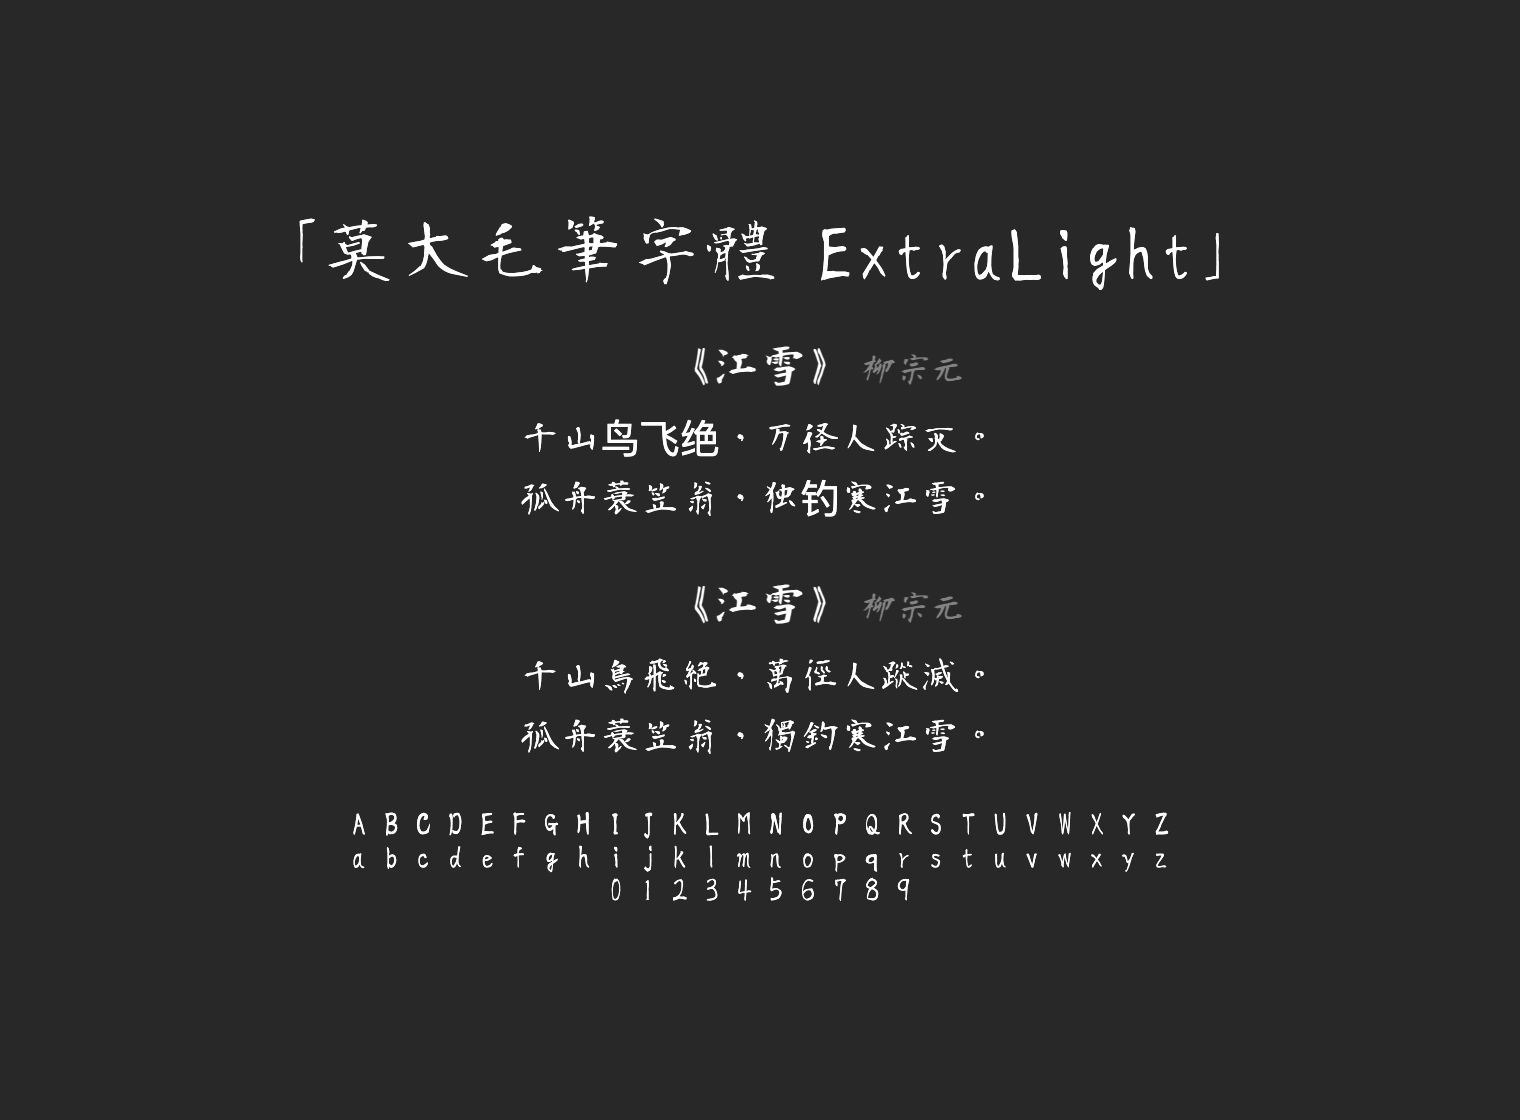 「莫大毛筆字體 ExtraLight」
《江雪》 柳宗元
千山鸟飞绝，万径人踪灭。
孤舟蓑笠翁，独钓寒江雪。
《江雪》 柳宗元
千山鳥飛絕，萬徑人蹤滅。
孤舟蓑笠翁，獨釣寒江雪。
A B C D E F G H I J K L M N O P Q R S T U V W X Y Z
a b c d e f g h i j k l m n o p q r s t u v w x y z
0 1 2 3 4 5 6 7 8 9